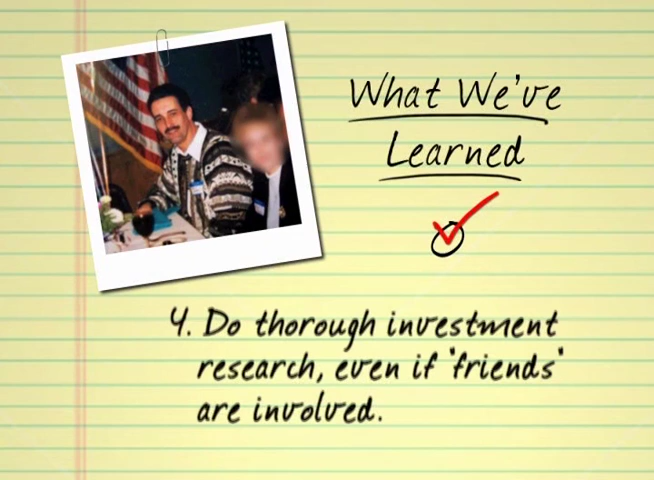 What We've
Learned
4. Do thorough investment
research, even if "friends"
are involved.